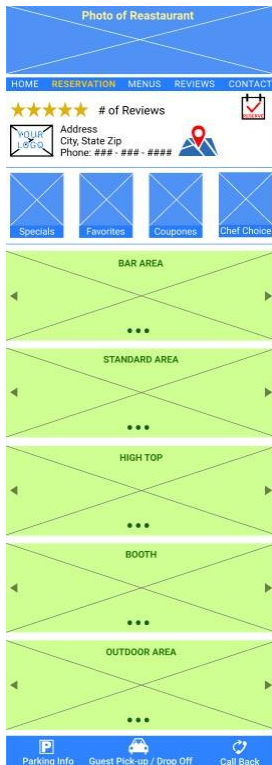 Photo of Reastaurant
HOME RESERVATION MENUS REVIEWS CONTACT
# of Reviews
RESERVE
YOUR
LOGO
Address
City, State Zip
Phone: ### - ### - ####
Specials Favorites Coupones Chef Choice
BAR AREA
STANDARD AREA
HIGH TOP
BOOTH
OUTDOOR AREA
P
Parking Info Guest Pick-up / Drop Off Call Back